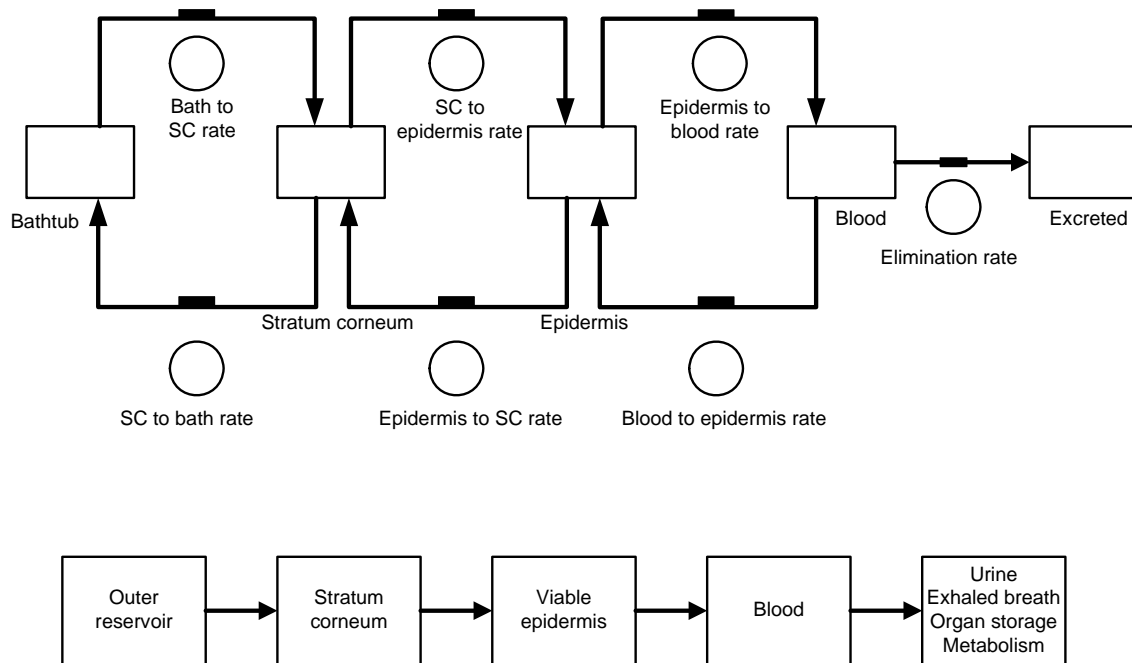 Bath to
SC rate
SC to
epidermis rate
Epidermis to
blood rate
Bathtub
Blood
Excreted
Elimination rate
Stratum corneum
Epidermis
SC to bath rate
Epidermis to SC rate
Blood to epidermis rate
Outer
reservoir
Stratum
corneum
Viable
epidermis
Blood
Urine
Exhaled breath
Organ storage
Metabolism